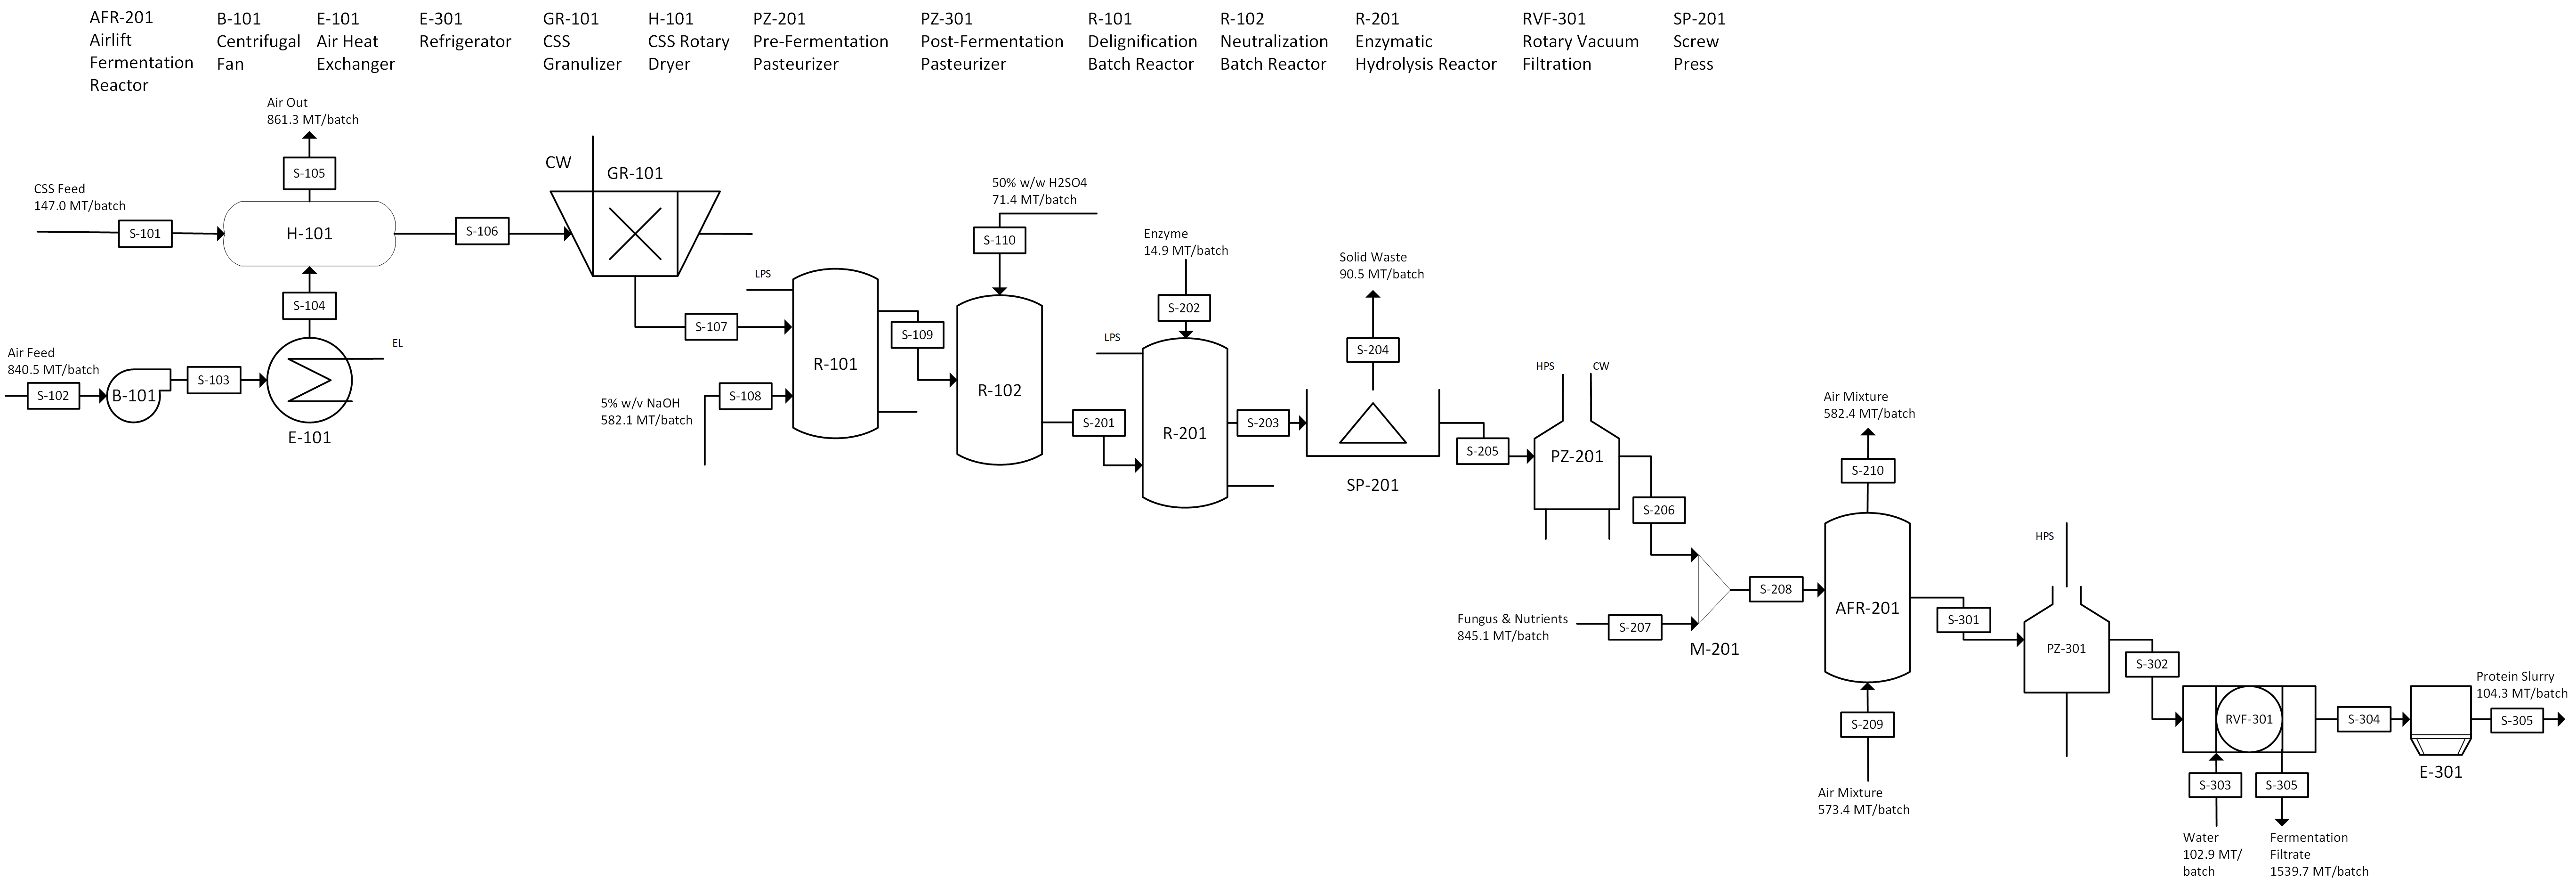 AFR-201
Airlift
Fermentation
Reactor
B-101
Centrifugal
Fan
E-101
Air Heat
Exchanger
E-301
Refrigerator
GR-101
CSS
Granulizer
H-101
CSS Rotary
Dryer
PZ-201
Pre-Fermentation
Pasteurizer
PZ-301
Post-Fermentation
Pasteurizer
R-101
Delignification
Batch Reactor
R-102
Neutralization
Batch Reactor
R-201
Enzymatic
Hydrolysis Reactor
RVF-301
Rotary Vacuum
Filtration
SP-201
Screw
Press
Air Out
861.3 MT/batch
S-105
CSS Feed
147.0 MT/batch
S-101
H-101
S-106
S-104
Air Feed
840.5 MT/batch
S-102
B-101
S-103
EL
E-101
CW
GR-101
S-107
LPS
5% w/v NaOH
582.1 MT/batch
S-108
R-101
S-109
50% w/w H2SO4
71.4 MT/batch
S-110
R-102
S-201
Enzyme
14.9 MT/batch
S-202
LPS
R-201
S-203
Solid Waste
90.5 MT/batch
S-204
SP-201
S-205
HPS
CW
PZ-201
S-206
Fungus & Nutrients
845.1 MT/batch
S-207
M-201
S-208
Air Mixture
582.4 MT/batch
S-210
AFR-201
S-209
Air Mixture
573.4 MT/batch
S-301
HPS
PZ-301
S-302
RVF-301
S-303
Water
102.9 MT/
batch
S-305
Fermentation
Filtrate
1539.7 MT/batch
S-304
E-301
Protein Slurry
104.3 MT/batch
S-305